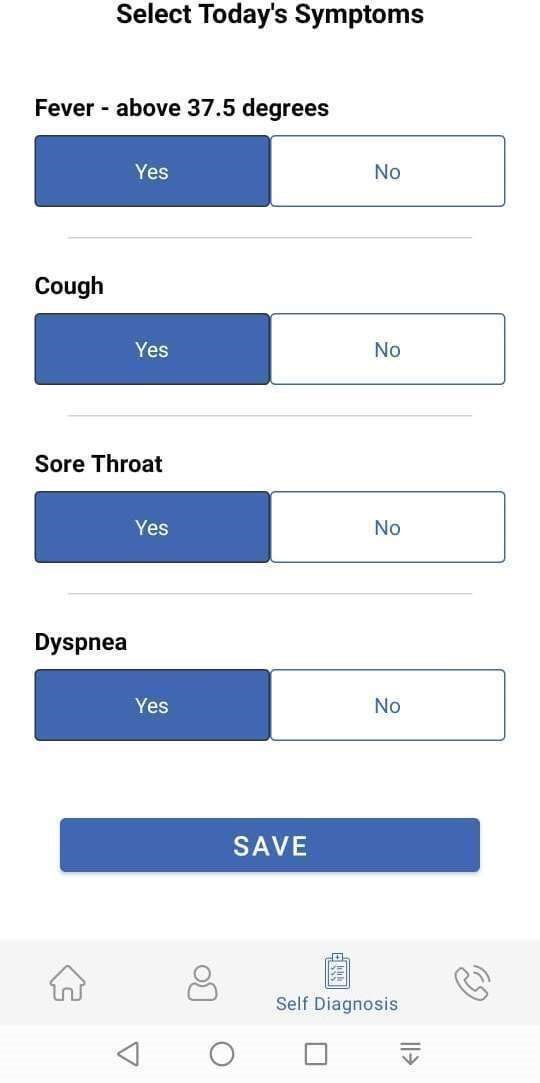 Select Today's Symptoms
Fever - above 37.5 degrees
Yes No
Cough
Yes No
Sore Throat
Yes No
Dyspnea
Yes No
SAVE
Self Diagnosis